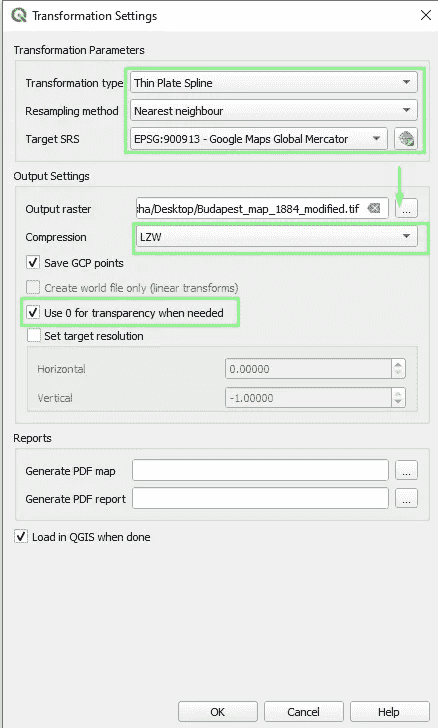 Transformation Settings
Transformation Parameters
Transformation type Thin Plate Spline
Resampling method Nearest neighbour
Target SRS EPSG:900913 - Google Maps Global Mercator
Output Settings
Output raster ha/Desktop/Budapest_map_1884_modified.tif ...
Compression LZW
Save GCP points
Create world file only (linear transforms)
Use 0 for transparency when needed
Set target resolution
Horizontal 0.00000
Vertical -1.00000
Reports
Generate PDF map ...
Generate PDF report ...
Load in QGIS when done
OK Cancel Help